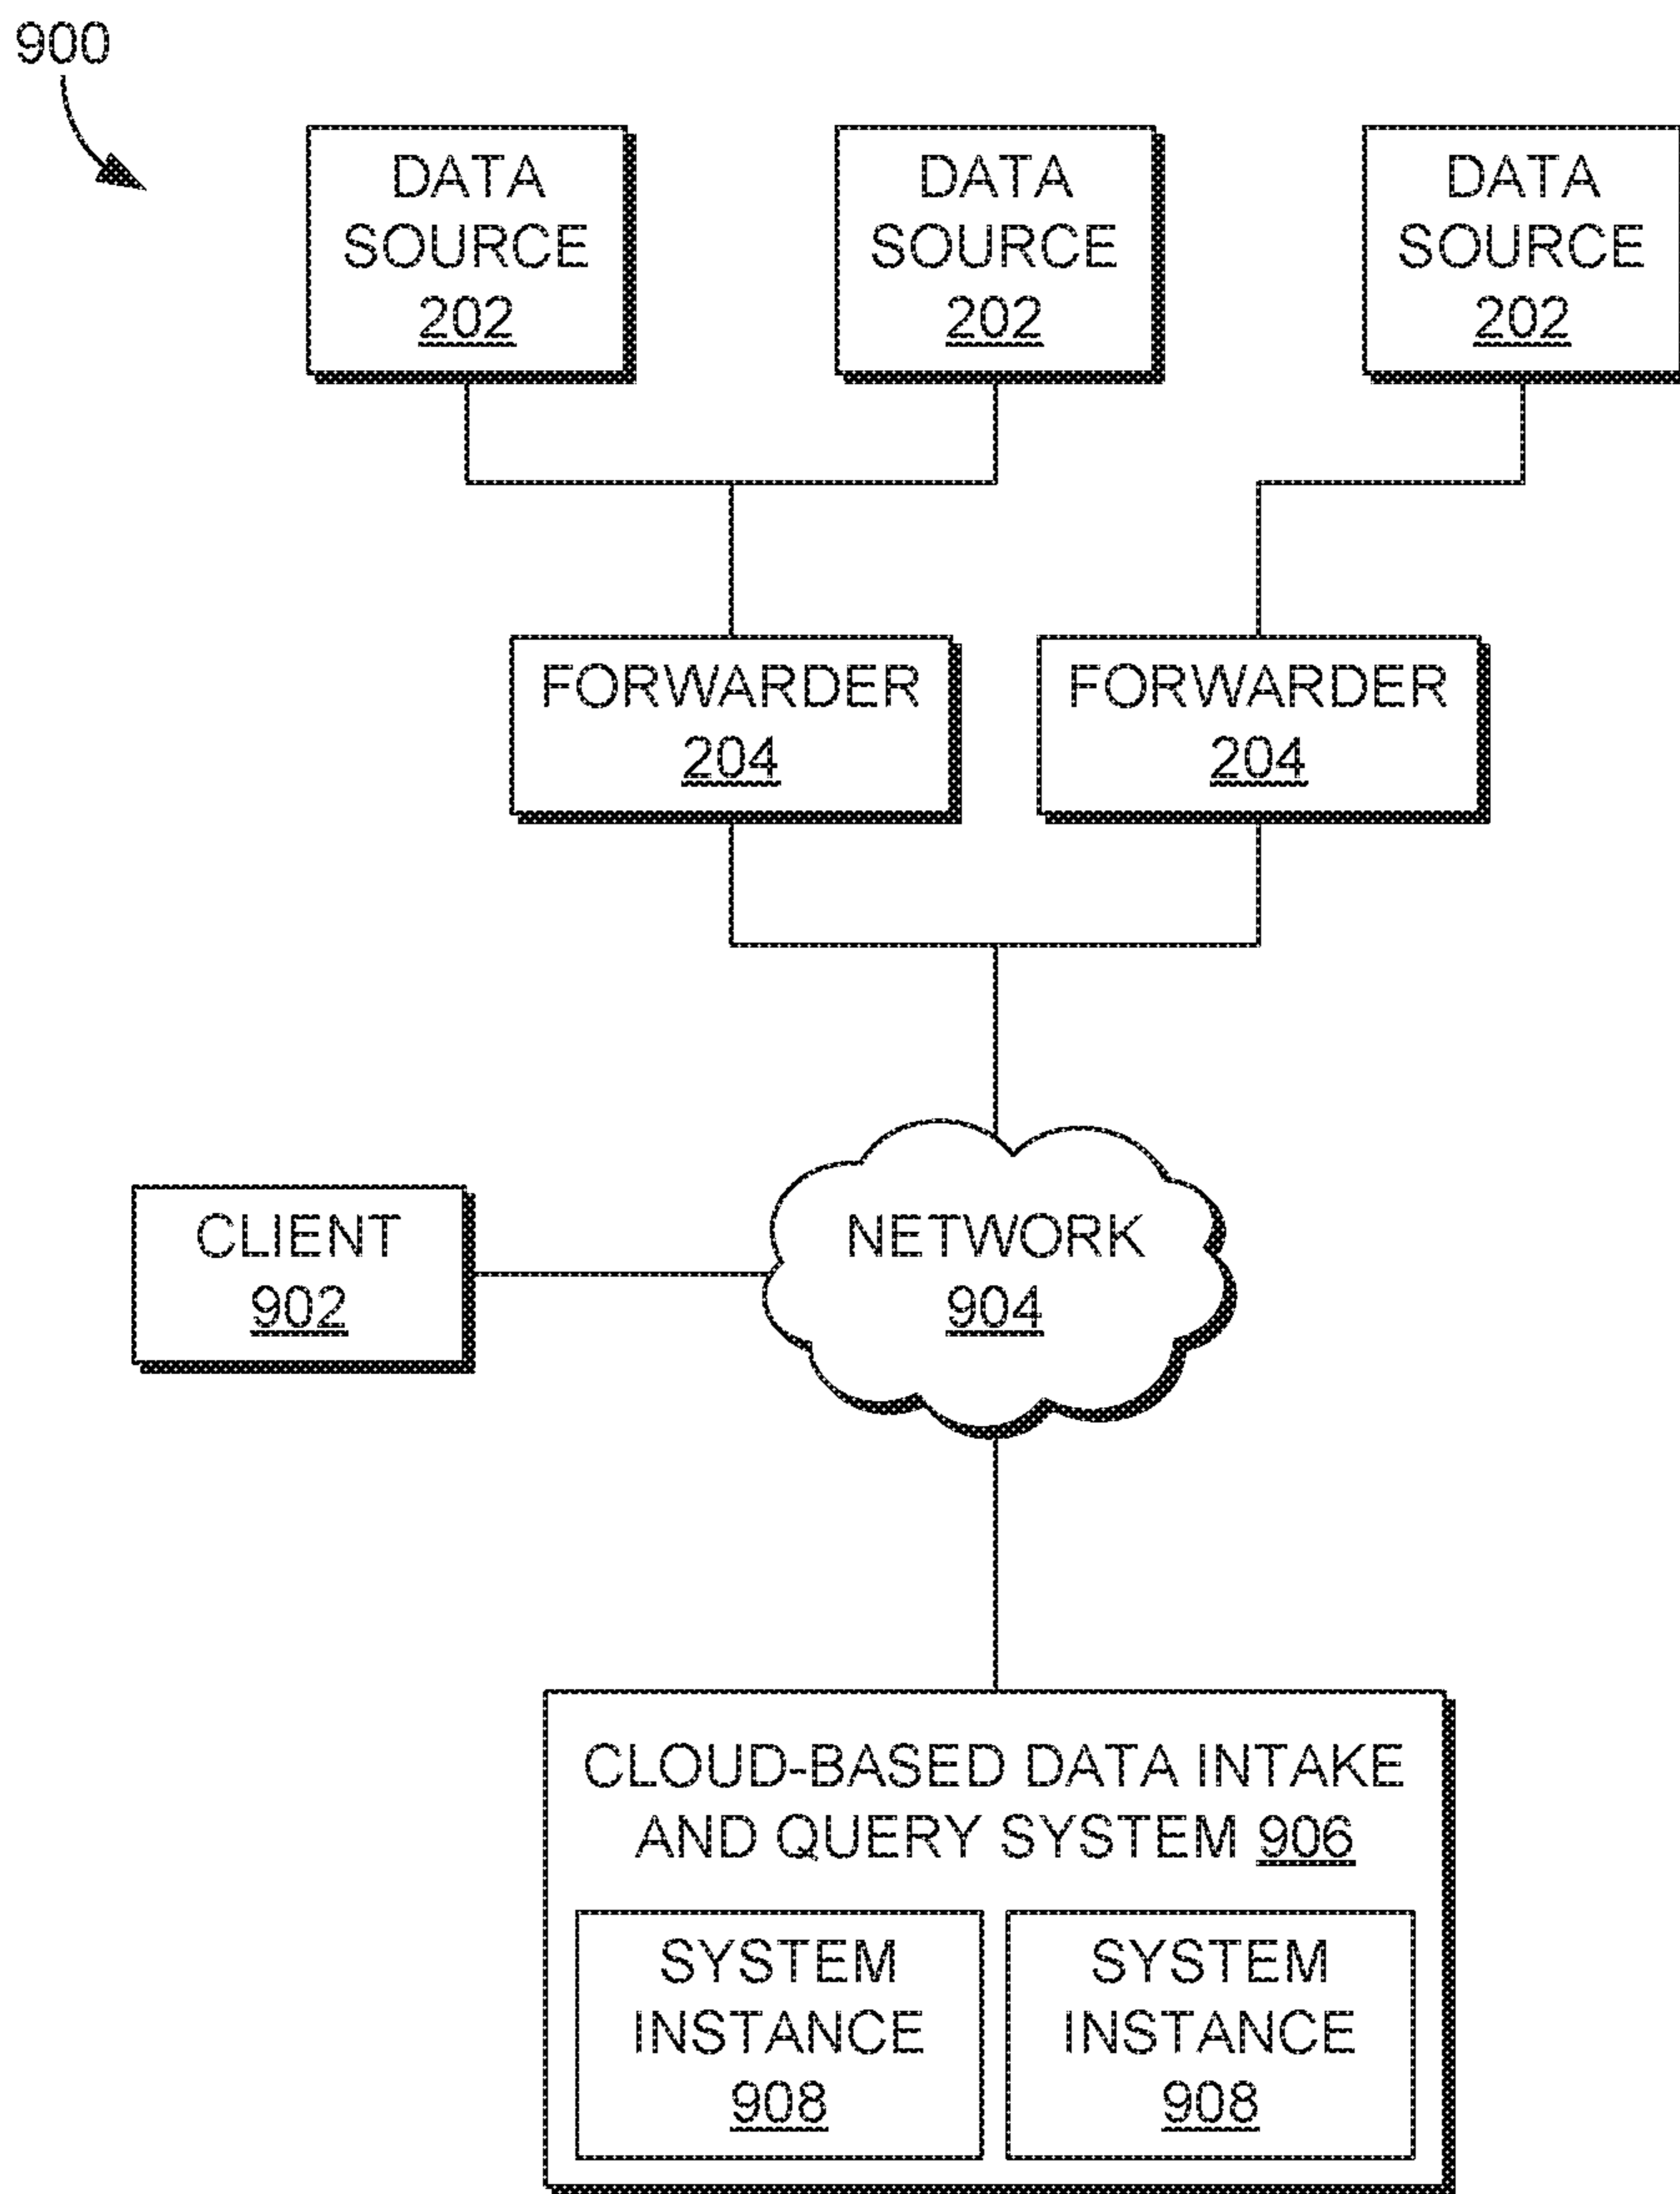 900
DATA
SOURCE
202
DATA
SOURCE
202
DATA
SOURCE
202
FORWARDER
204
FORWARDER
204
CLIENT
902
NETWORK
904
CLOUD-BASED DATA INTAKE
AND QUERY SYSTEM 906
SYSTEM
INSTANCE
908
SYSTEM
INSTANCE
908